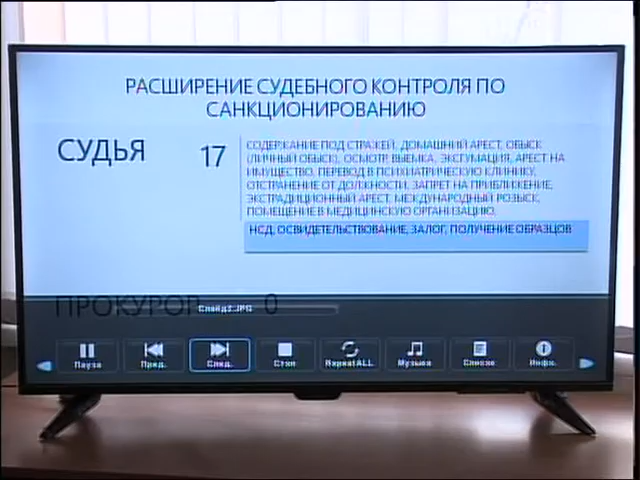 РАСШИРЕНИЕ СУДЕБНОГО КОНТРОЛЯ ПО
САНКЦИОНИРОВАНИЮ
СУДЬЯ 17
СОДЕРЖАНИЕ ПОД СТРАЖЕЙ, ДОМАШНИЙ АРЕСТ, ОБЫСК
(ЛИЧНЫЙ ОБЫСК), ОСМОТР, ВЫЕМКА, ЭКСГУМАЦИЯ, АРЕСТ НА
ИМУЩЕСТВО, ПЕРЕВОД В ПСИХИАТРИЧЕСКУЮ КЛИНИКУ,
ОТСТРАНЕНИЕ ОТ ДОЛЖНОСТИ, ЗАПРЕТ НА ПРИБЛИЖЕНИЕ,
ЭКСТРАДИЦИОННЫЙ АРЕСТ, МЕЖДУНАРОДНЫЙ РОЗЫСК,
ПОМЕЩЕНИЕ В МЕДИЦИНСКУЮ ОРГАНИЗАЦИЮ,
НСД, ОСВИДЕТЕЛЬСТВОВАНИЕ, ЗАЛОГ, ПОЛУЧЕНИЕ ОБРАЗЦОВ
ПРОКУРОР 0
Слайд2.JPG
Пауза Пред. След. Стоп RepeatALL Музыка Список Инфо.